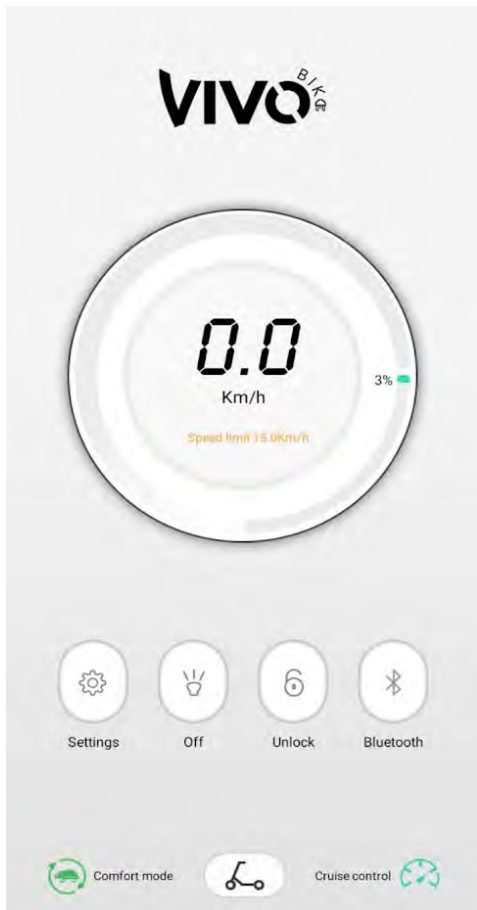 VIVO BIKE
0.0
Km/h
3%
Speed limit 15.0Km/h
Settings
Off
Unlock
Bluetooth
Comfort mode
Cruise control